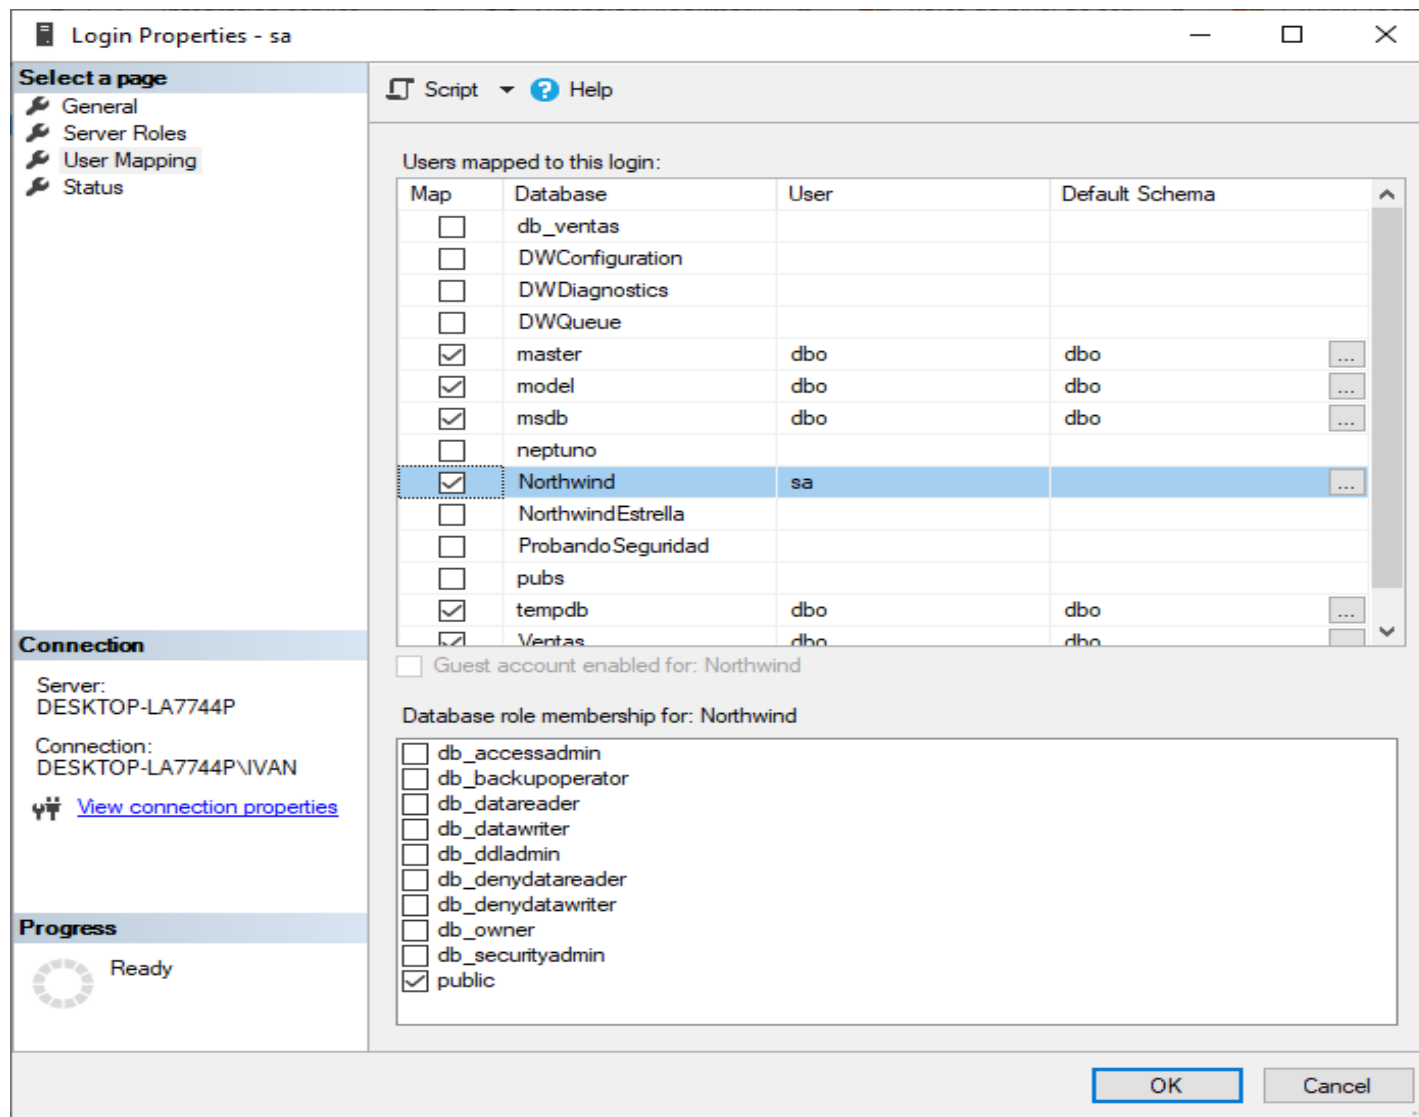 Login Properties - sa
Select a page
General
Server Roles
User Mapping
Status
Script
Help
Users mapped to this login:
Map Database User Default Schema
db_ventas
DWConfiguration
DWDiagnostics
DWQueue
master dbo dbo ...
model dbo dbo ...
msdb dbo dbo ...
neptuno
Northwind sa ...
NorthwindEstrella
ProbandoSeguridad
pubs
tempdb dbo dbo ...
Ventas dbo dbo
Guest account enabled for: Northwind
Database role membership for: Northwind
db_accessadmin
db_backupoperator
db_datareader
db_datawriter
db_ddladmin
db_denydatareader
db_denydatawriter
db_owner
db_securityadmin
public
Connection
Server:
DESKTOP-LA7744P
Connection:
DESKTOP-LA7744P\IVAN
View connection properties
Progress
Ready
OK
Cancel